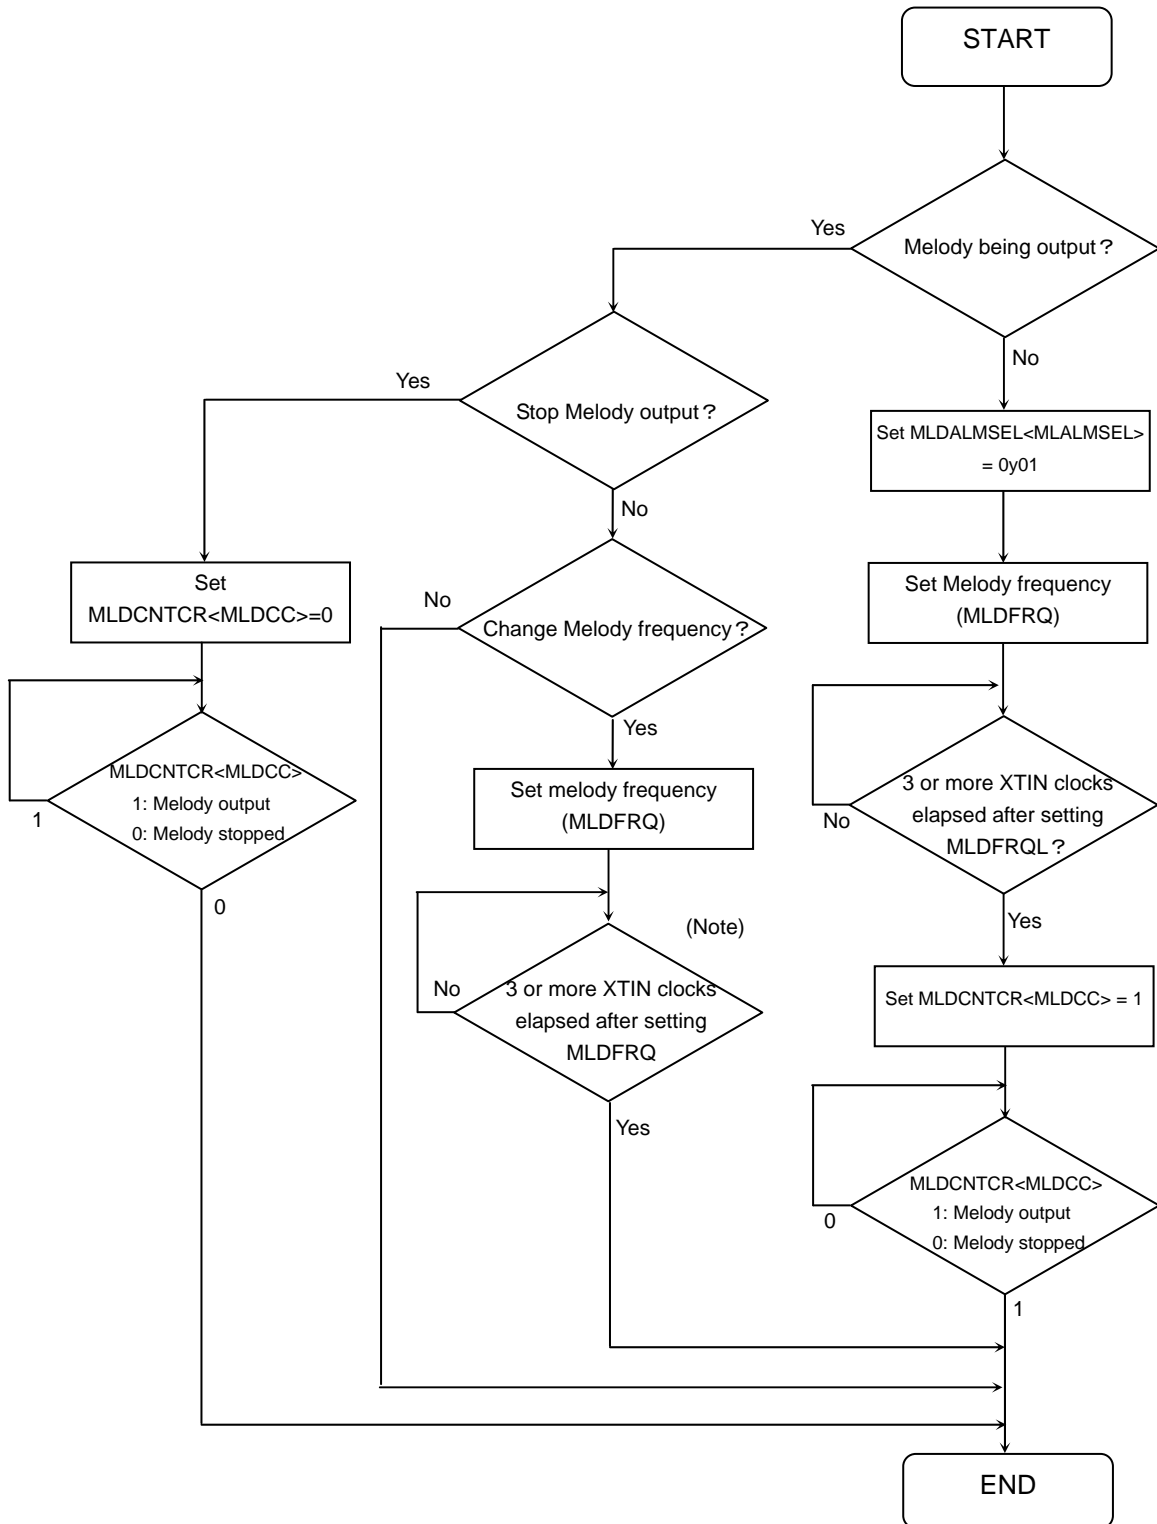 START
Yes
Melody being output?
No
Yes
Stop Melody output?
Set MLDALMSEL<MLALMSEL>
= 0y01
No
Set
MLDCNTCR<MLDCC>=0
No
Change Melody frequency?
Set Melody frequency
(MLDFRQ)
Yes
MLDCNTCR<MLDCC>
1: Melody output
0: Melody stopped
1
Set melody frequency
(MLDFRQ)
3 or more XTIN clocks
elapsed after setting
MLDFRQL?
No
0
(Note)
Yes
No
3 or more XTIN clocks
elapsed after setting
MLDFRQ
Set MLDCNTCR<MLDCC> = 1
Yes
MLDCNTCR<MLDCC>
1: Melody output
0: Melody stopped
0
1
END